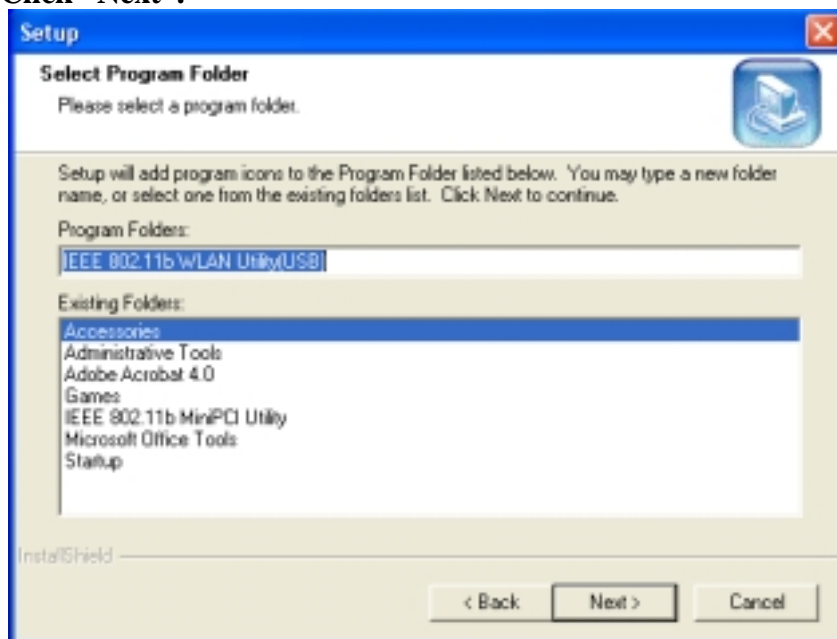 Click "Next".
Setup
Select Program Folder
Please select a program folder.
Setup will add program icons to the Program Folder listed below. You may type a new folder
name, or select one from the existing folders list. Click Next to continue.
Program Folders:
IEEE 802.11b WLAN Utility(USB)
Existing Folders:
Accessories
Administrative Tools
Adobe Acrobat 4.0
Games
IEEE 802.11b MiniPCI Utility
Microsoft Office Tools
Startup
InstallShield
< Back
Next >
Cancel